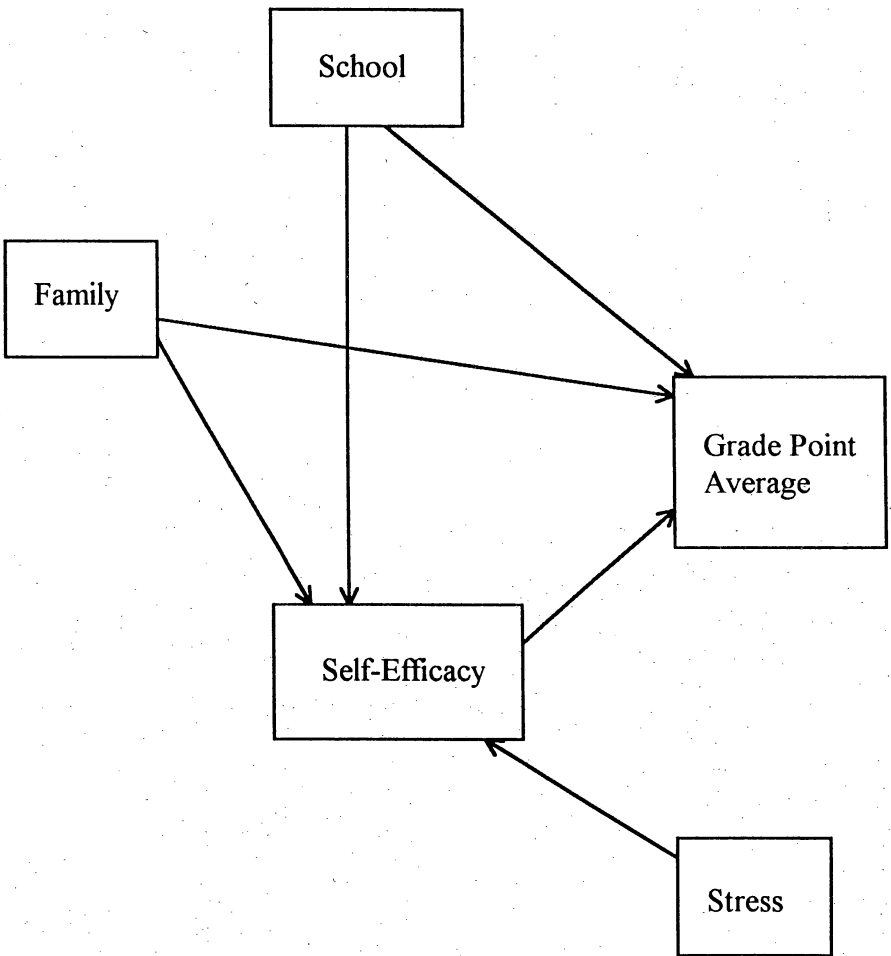 School
Family
Grade Point
Average
Self-Efficacy
Stress